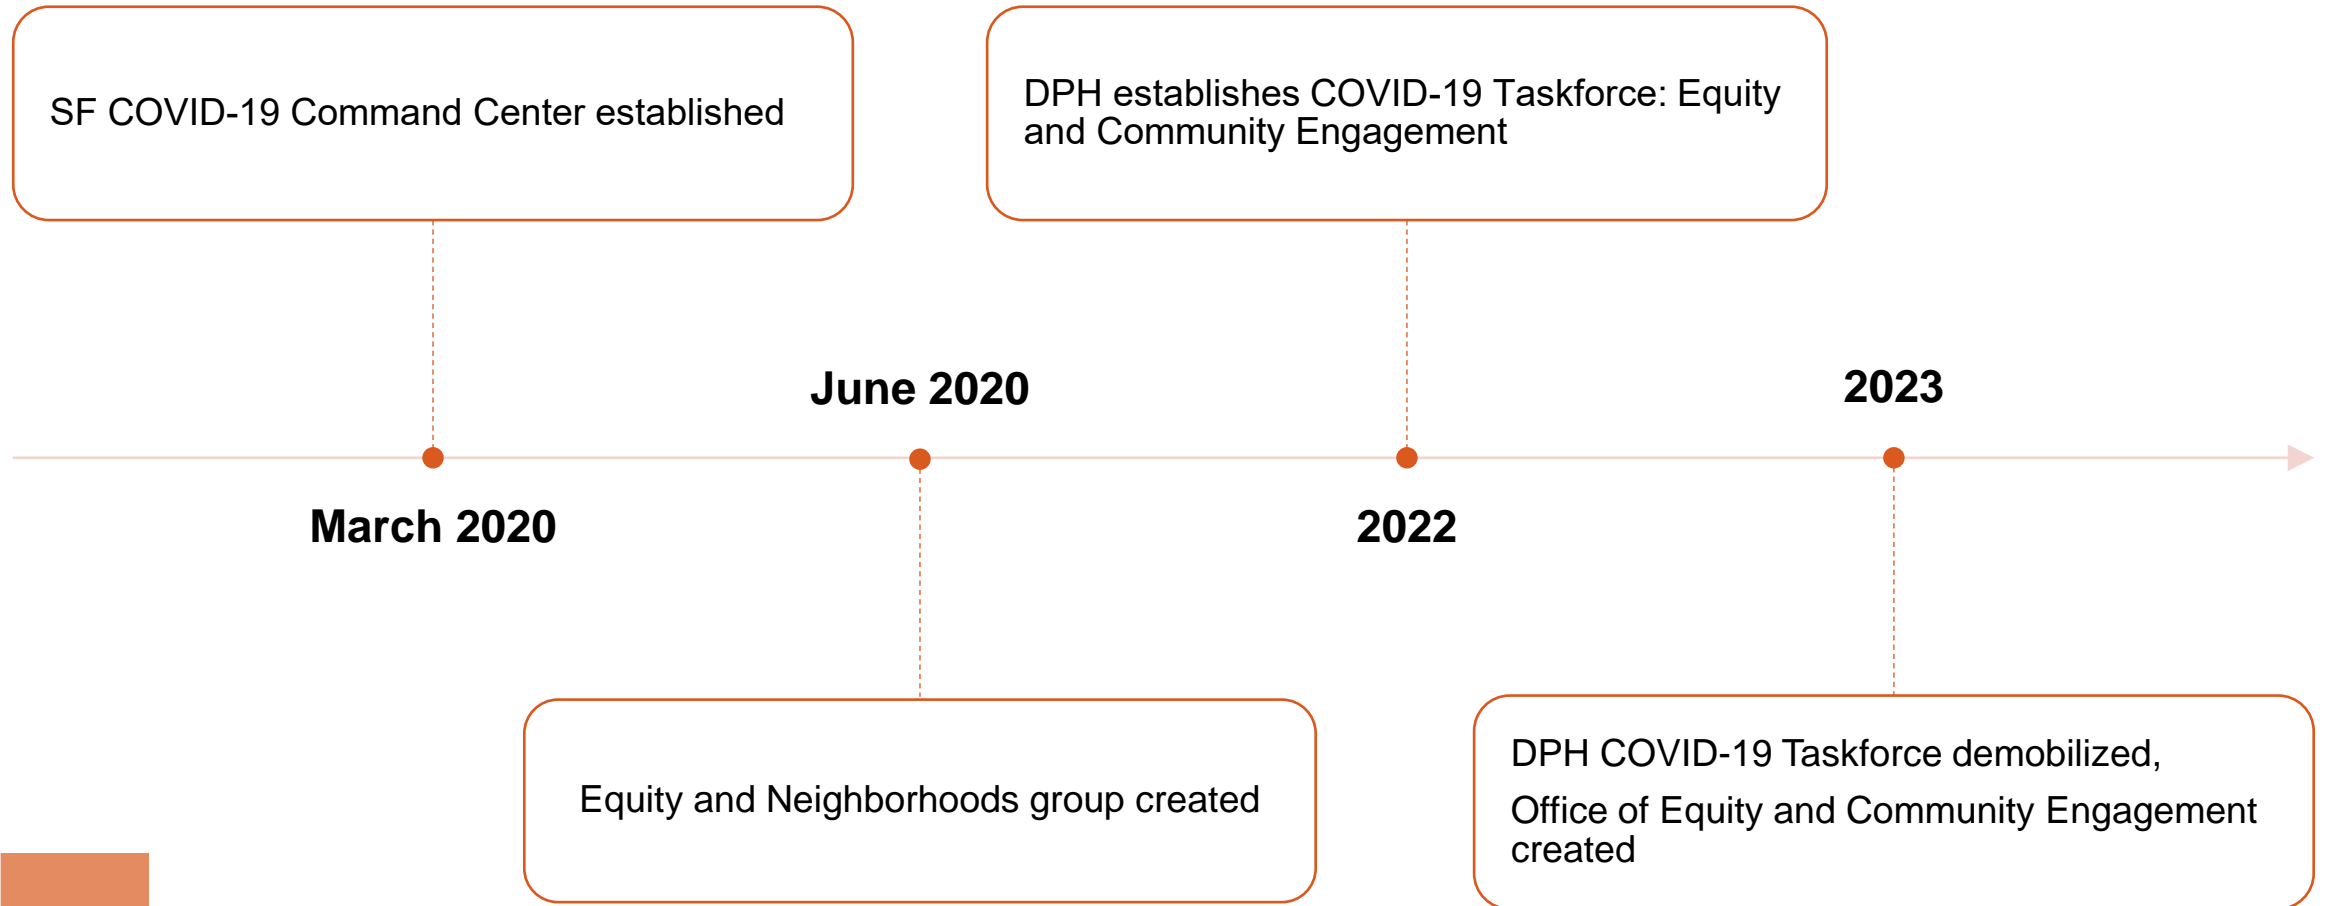 SF COVID-19 Command Center established
DPH establishes COVID-19 Taskforce: Equity
and Community Engagement
June 2020
2023
March 2020
2022
Equity and Neighborhoods group created
DPH COVID-19 Taskforce demobilized,
Office of Equity and Community Engagement
created